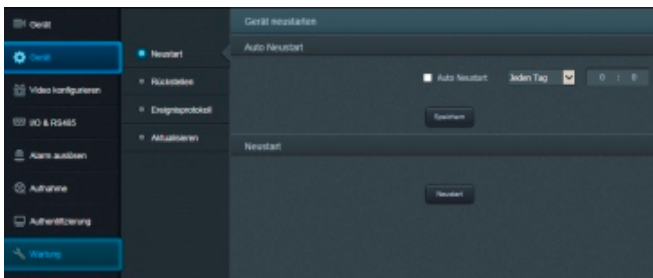 Gerät
Gerät
Video konfigurieren
I/O & RS485
Alarm auslösen
Aufnahme
Authentifizierung
Wartung
Neustart
Rückstellen
Ereignisprotokoll
Aktualisieren
Gerät neustarten
Auto Neustart
Auto Neustart Jeden Tag 0 : 0
Speichern
Neustart
Neustart